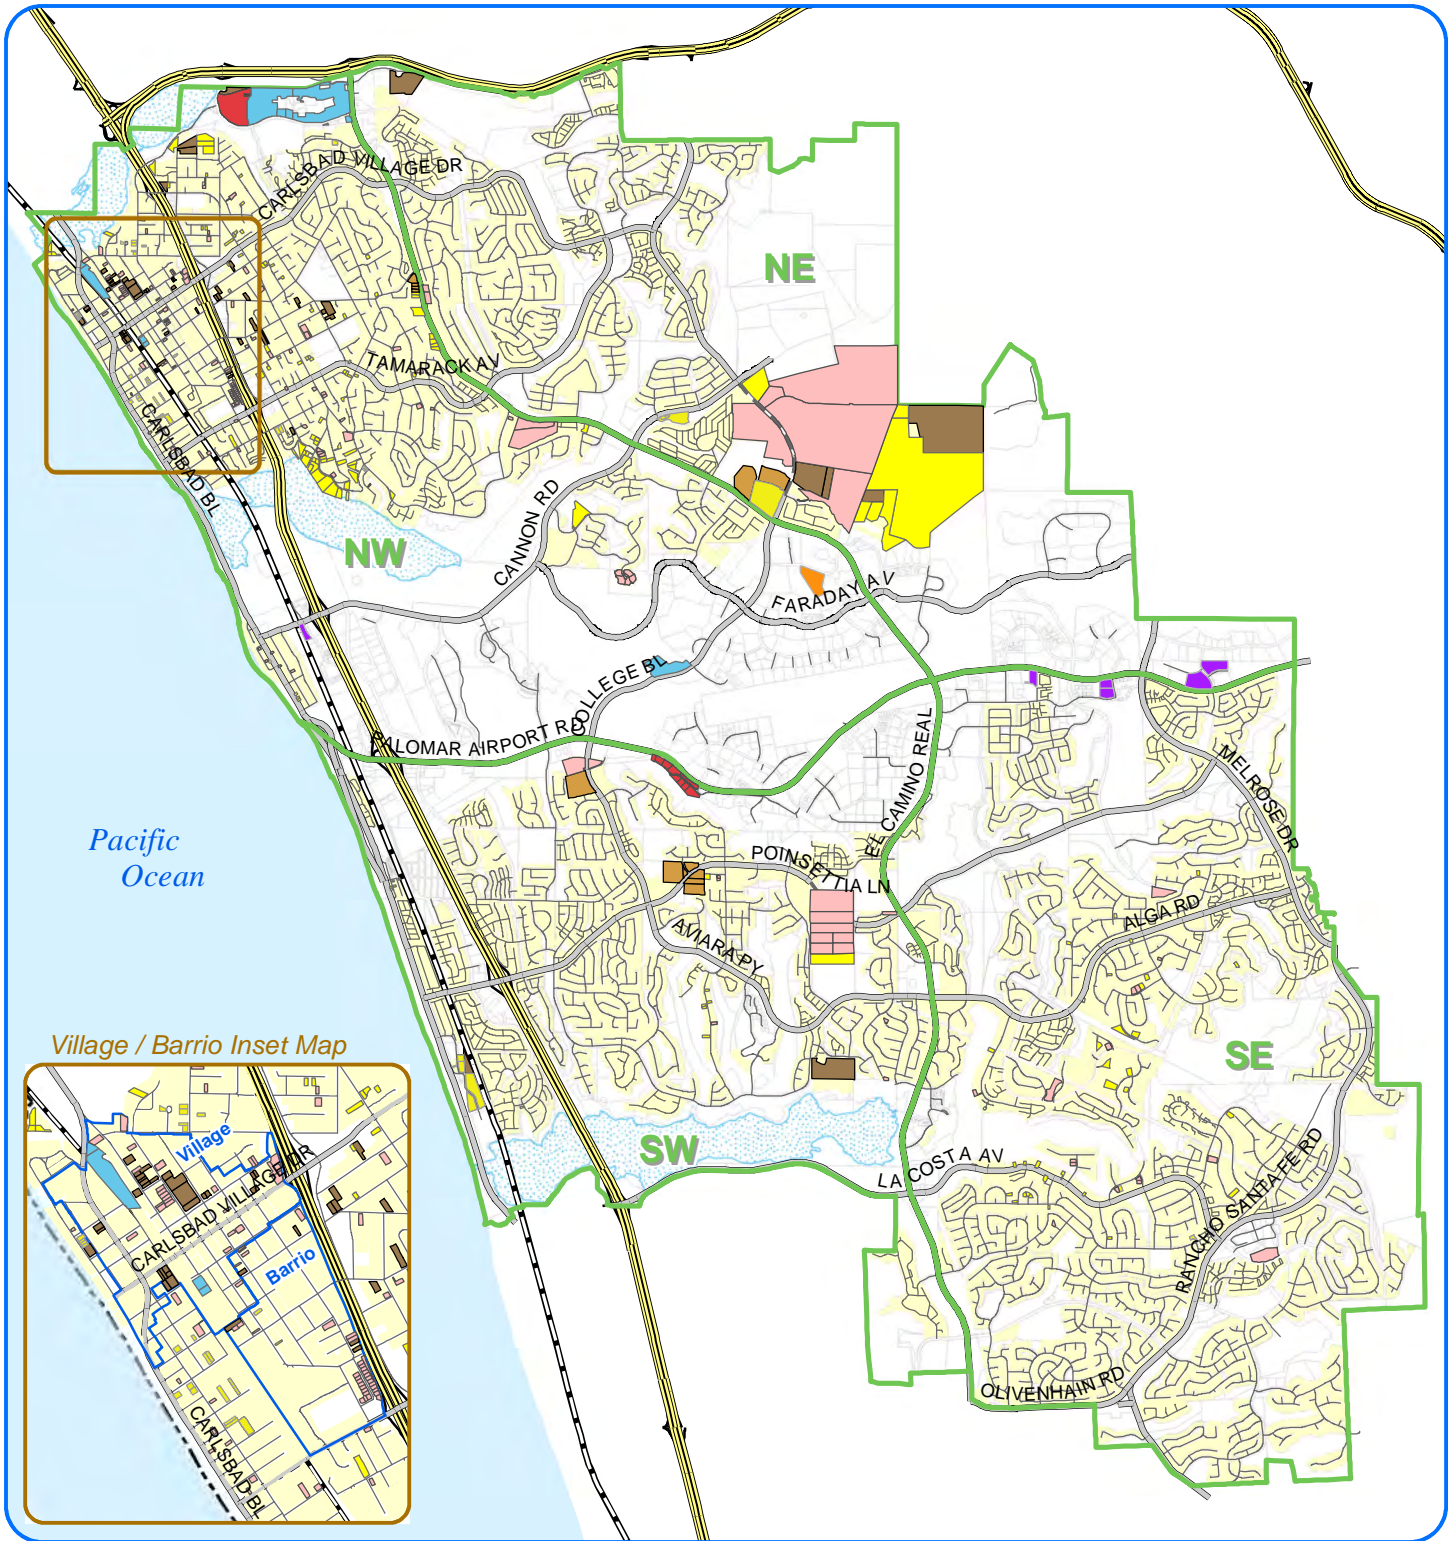 CARLSBAD VILLAGE DR
NE
TAMARACK AV
CARLSBAD BL
CANNON RD
NW
FARADAY AV
COLLEGE BL
PALOMAR AIRPORT RD
EL CAMINO REAL
MELROSE DR
Pacific
Ocean
POINSETTIA LN
ALGA RD
AVIARA PY
Village / Barrio Inset Map
SE
SW
LA COSTA AV
RANCHO SANTA FE RD
OLIVENHAIN RD
Village
CARLSBAD VILLAGE DR
Barrio
CARLSBAD BL